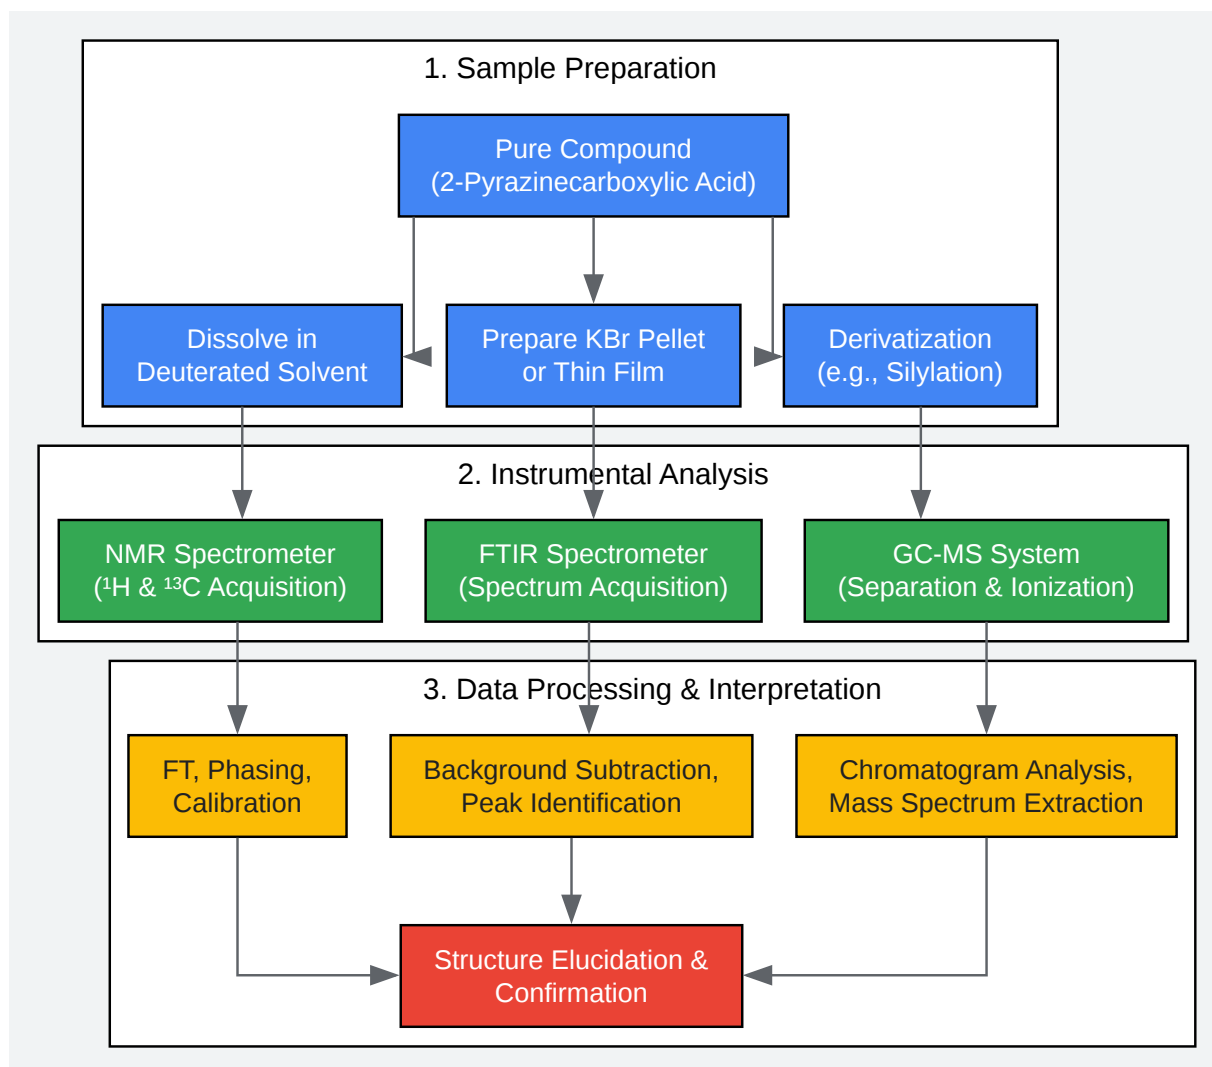 1. Sample Preparation
Pure Compound
(2-Pyrazinecarboxylic Acid)
Dissolve in
Deuterated Solvent
Prepare KBr Pellet
or Thin Film
Derivatization
(e.g., Silylation)
2. Instrumental Analysis
NMR Spectrometer
(¹H & ¹³C Acquisition)
FTIR Spectrometer
(Spectrum Acquisition)
GC-MS System
(Separation & Ionization)
3. Data Processing & Interpretation
FT, Phasing,
Calibration
Background Subtraction,
Peak Identification
Chromatogram Analysis,
Mass Spectrum Extraction
Structure Elucidation &
Confirmation